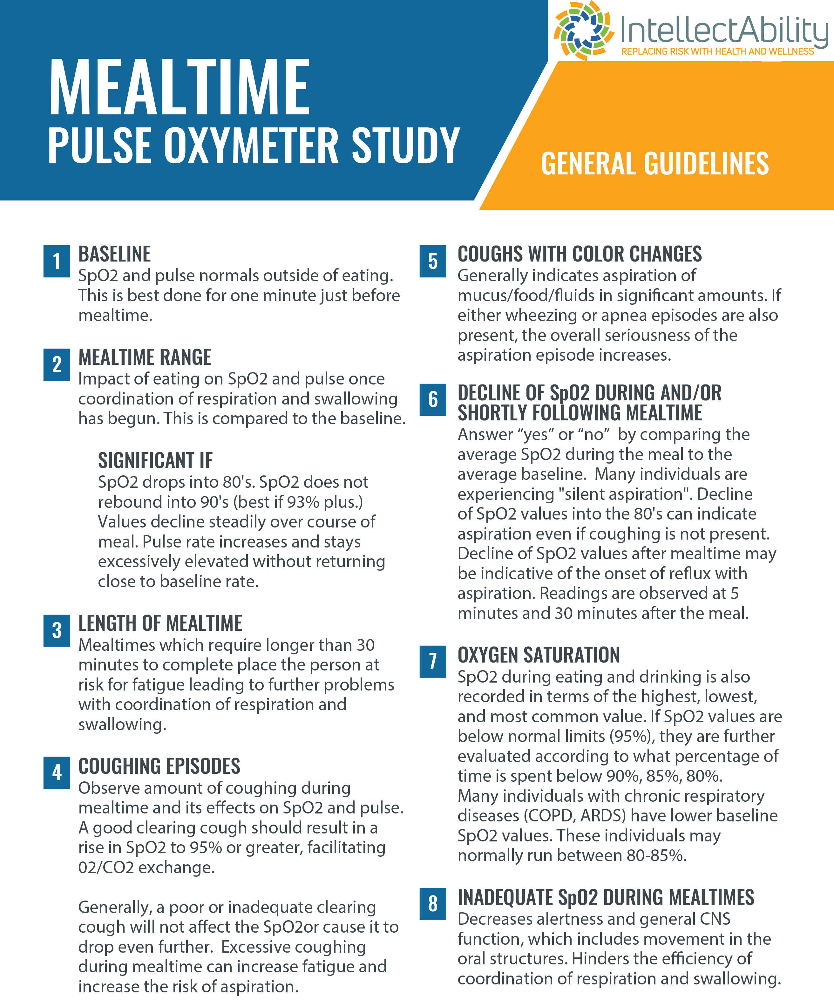 IntellectAbility
REPLACING RISK WITH HEALTH AND WELLNESS
MEALTIME
PULSE OXYMETER STUDY
GENERAL GUIDELINES
1 BASELINE
SpO2 and pulse normals outside of eating.
This is best done for one minute just before
mealtime.
2 MEALTIME RANGE
Impact of eating on SpO2 and pulse once
coordination of respiration and swallowing
has begun. This is compared to the baseline.
SIGNIFICANT IF
SpO2 drops into 80's. SpO2 does not
rebound into 90's (best if 93% plus.)
Values decline steadily over course of
meal. Pulse rate increases and stays
excessively elevated without returning
close to baseline rate.
3 LENGTH OF MEALTIME
Mealtimes which require longer than 30
minutes to complete place the person at
risk for fatigue leading to further problems
with coordination of respiration and
swallowing.
4 COUGHING EPISODES
Observe amount of coughing during
mealtime and its effects on SpO2 and pulse.
A good clearing cough should result in a
rise in SpO2 to 95% or greater, facilitating
02/CO2 exchange.
Generally, a poor or inadequate clearing
cough will not affect the SpO2or cause it to
drop even further.  Excessive coughing
during mealtime can increase fatigue and
increase the risk of aspiration.
5 COUGHS WITH COLOR CHANGES
Generally indicates aspiration of
mucus/food/fluids in significant amounts. If
either wheezing or apnea episodes are also
present, the overall seriousness of the
aspiration episode increases.
6 DECLINE OF SpO2 DURING AND/OR
SHORTLY FOLLOWING MEALTIME
Answer “yes” or “no”  by comparing the
average SpO2 during the meal to the
average baseline.  Many individuals are
experiencing "silent aspiration". Decline
of SpO2 values into the 80's can indicate
aspiration even if coughing is not present.
Decline of SpO2 values after mealtime may
be indicative of the onset of reflux with
aspiration. Readings are observed at 5
minutes and 30 minutes after the meal.
7 OXYGEN SATURATION
SpO2 during eating and drinking is also
recorded in terms of the highest, lowest,
and most common value. If SpO2 values are
below normal limits (95%), they are further
evaluated according to what percentage of
time is spent below 90%, 85%, 80%.
Many individuals with chronic respiratory
diseases (COPD, ARDS) have lower baseline
SpO2 values. These individuals may
normally run between 80-85%.
8 INADEQUATE SpO2 DURING MEALTIMES
Decreases alertness and general CNS
function, which includes movement in the
oral structures. Hinders the efficiency of
coordination of respiration and swallowing.